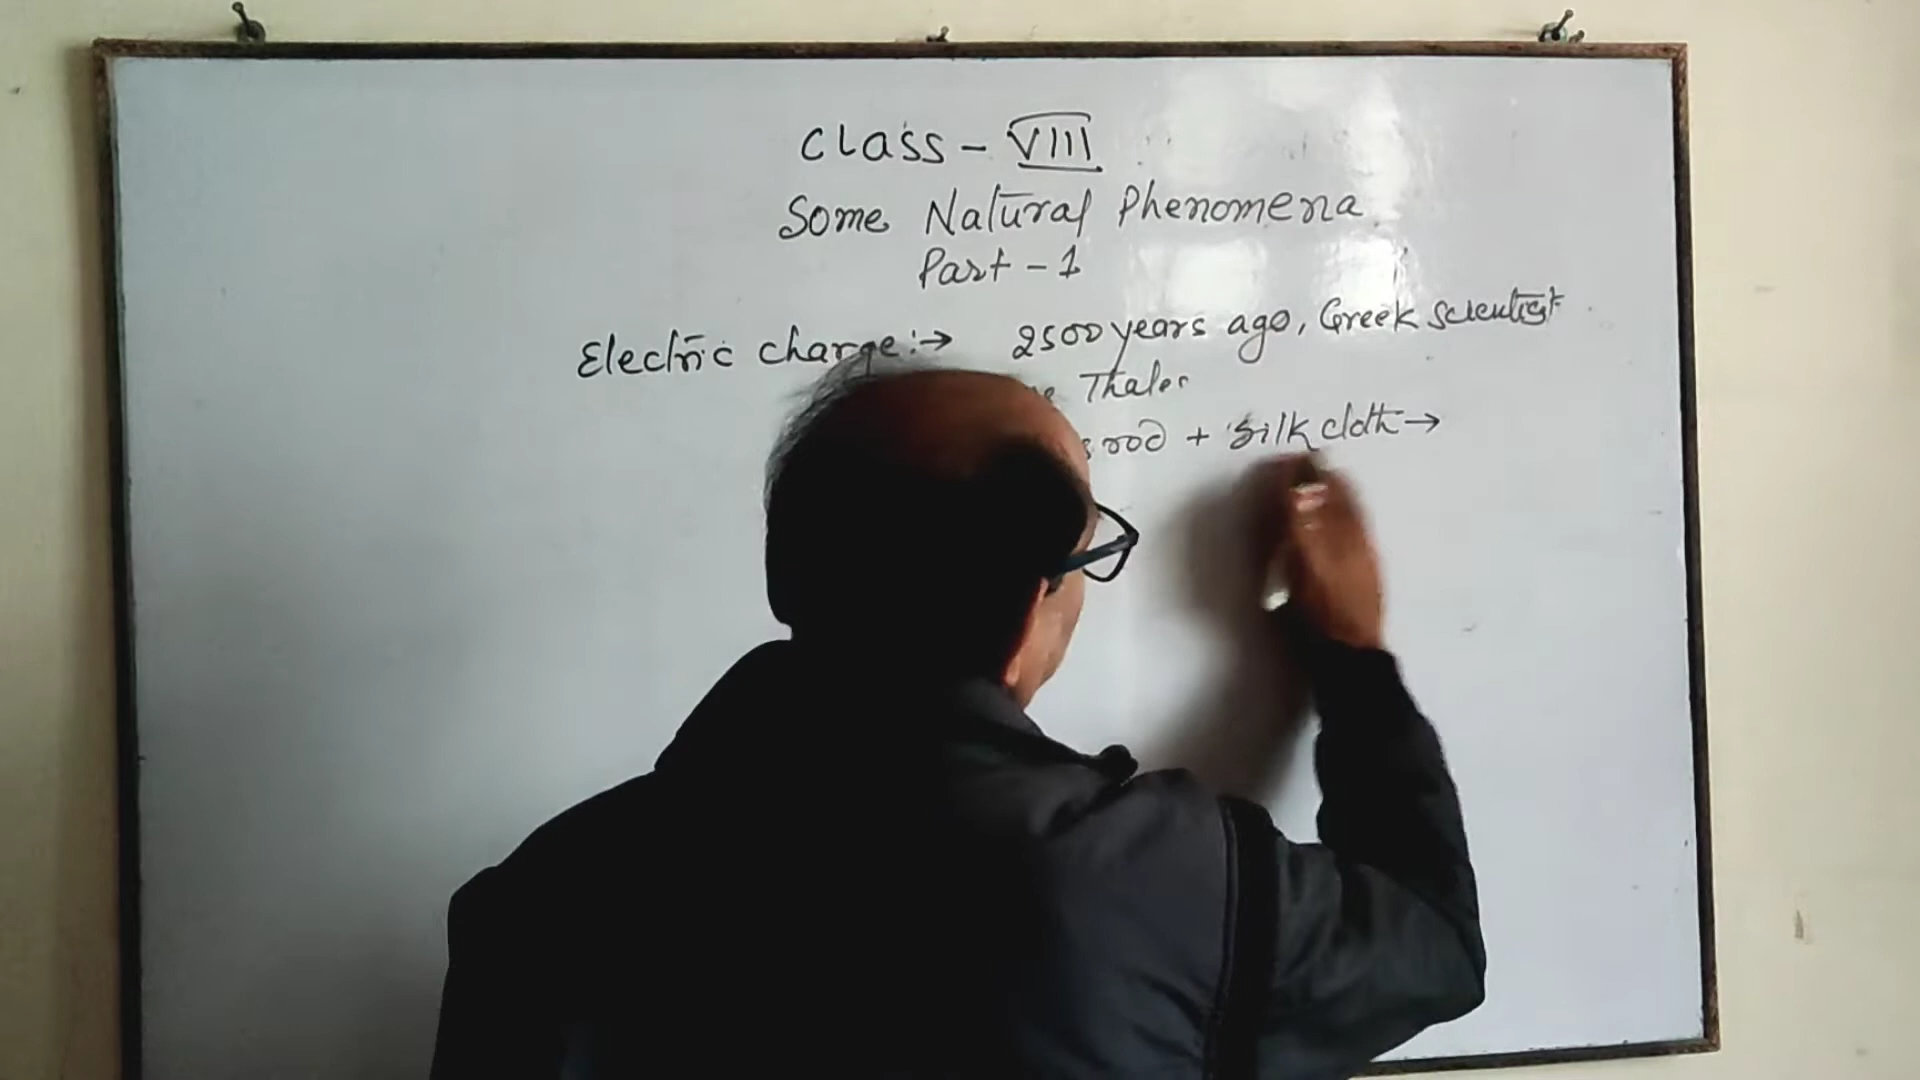 Class - VIII
Some Natural Phenomena
Part - 1
Electric charge :→ 2500 years ago, Greek scientist
Thales
rod + silk cloth →